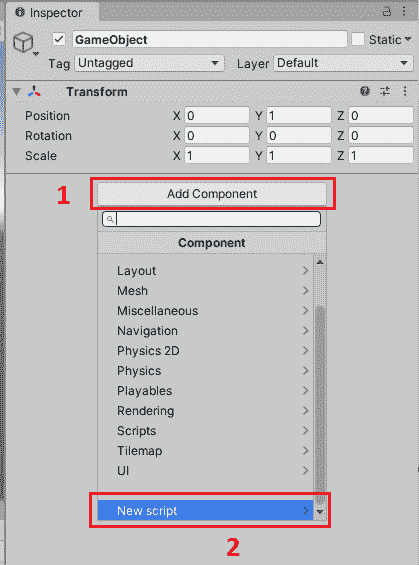 Inspector
GameObject Static
Tag Untagged Layer Default
Transform
Position X 0 Y 1 Z 0
Rotation X 0 Y 0 Z 0
Scale X 1 Y 1 Z 1
1 Add Component
Component
Layout
Mesh
Miscellaneous
Navigation
Physics 2D
Physics
Playables
Rendering
Scripts
Tilemap
UI
New script
2